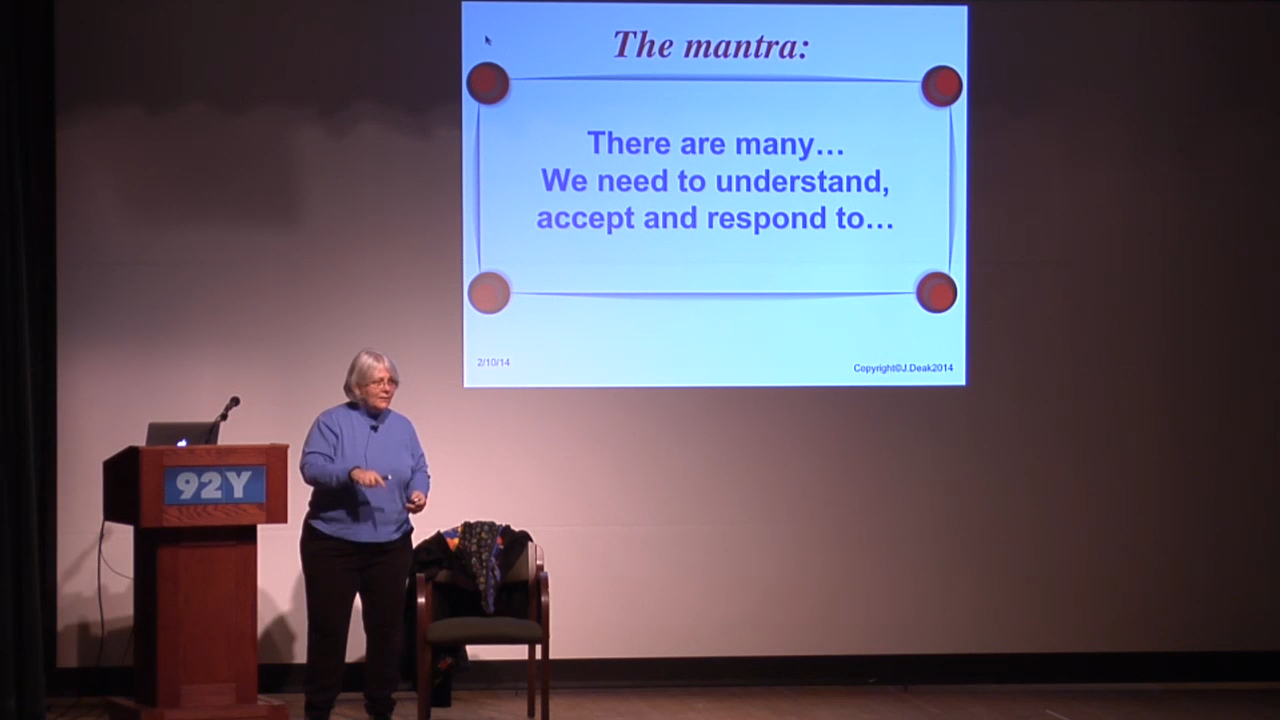 The mantra:
There are many…
We need to understand,
accept and respond to…
2/10/14
Copyright©J.Deak2014
92Y